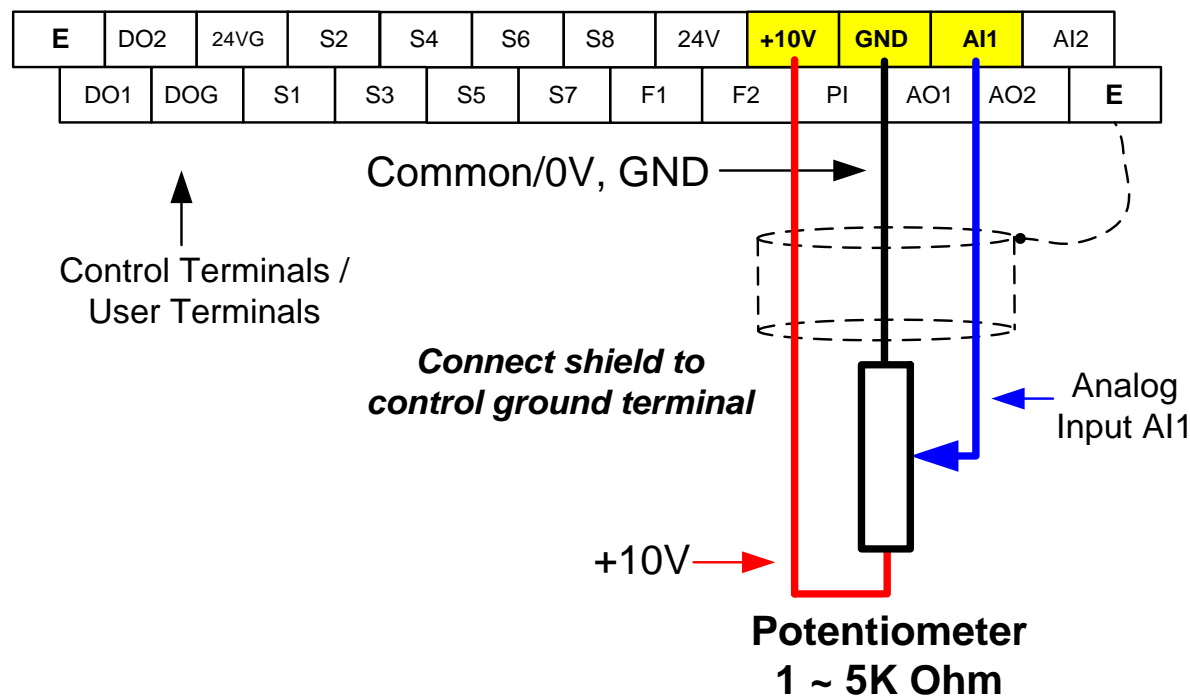 E DO2 24VG S2 S4 S6 S8 24V +10V GND AI1 AI2
DO1 DOG S1 S3 S5 S7 F1 F2 PI AO1 AO2 E
Common/0V, GND
Control Terminals /
User Terminals
Connect shield to
control ground terminal
Analog
Input AI1
+10V
Potentiometer
1 ~ 5K Ohm